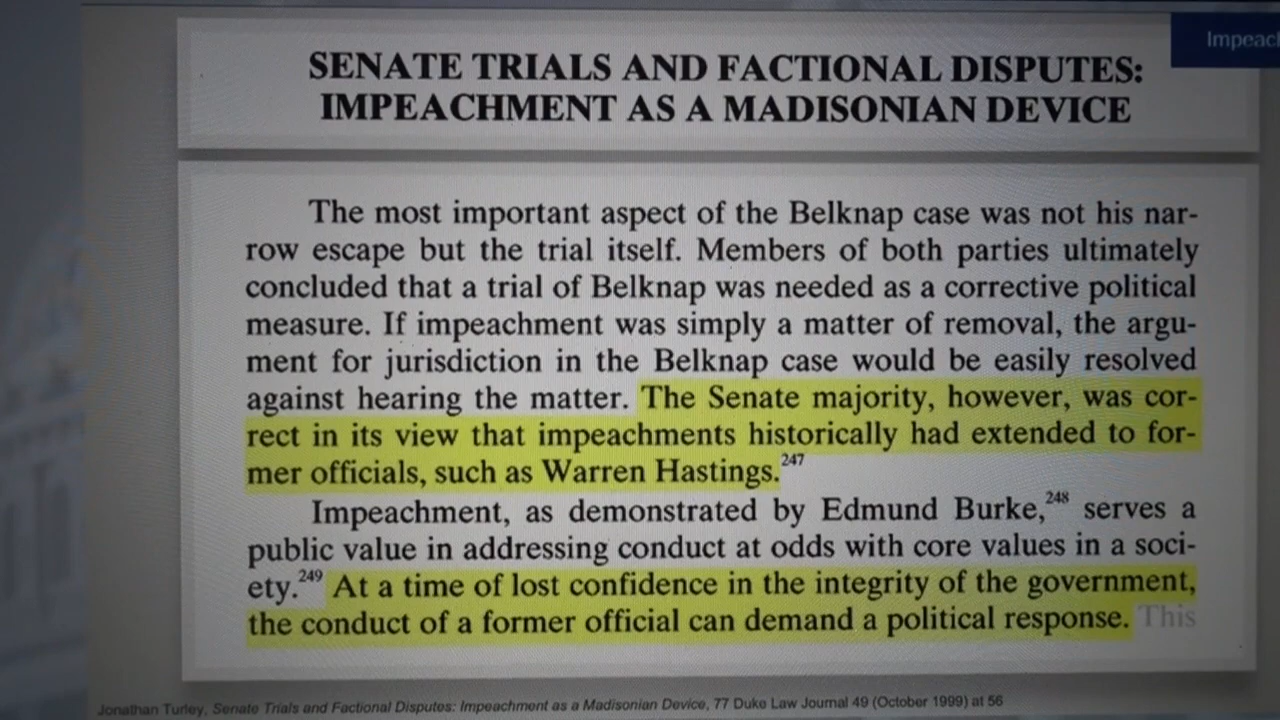 Impeac
SENATE TRIALS AND FACTIONAL DISPUTES:
IMPEACHMENT AS A MADISONIAN DEVICE
The most important aspect of the Belknap case was not his nar-
row escape but the trial itself. Members of both parties ultimately
concluded that a trial of Belknap was needed as a corrective political
measure. If impeachment was simply a matter of removal, the argu-
ment for jurisdiction in the Belknap case would be easily resolved
against hearing the matter. The Senate majority, however, was cor-
rect in its view that impeachments historically had extended to for-
mer officials, such as Warren Hastings.247
Impeachment, as demonstrated by Edmund Burke,248 serves a
public value in addressing conduct at odds with core values in a soci-
ety.249 At a time of lost confidence in the integrity of the government,
the conduct of a former official can demand a political response. This
Jonathan Turley, Senate Trials and Factional Disputes: Impeachment as a Madisonian Device, 77 Duke Law Journal 49 (October 1999) at 56